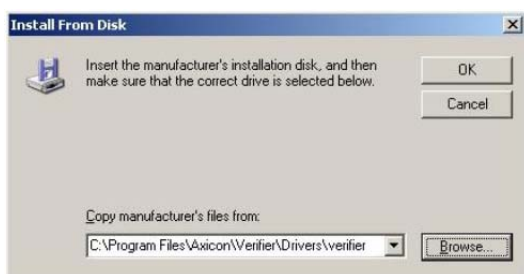 Install From Disk
Insert the manufacturer's installation disk, and then
make sure that the correct drive is selected below.
OK
Cancel
Copy manufacturer's files from:
C:\Program Files\Axicon\Verifier\Drivers\verifier
Browse...